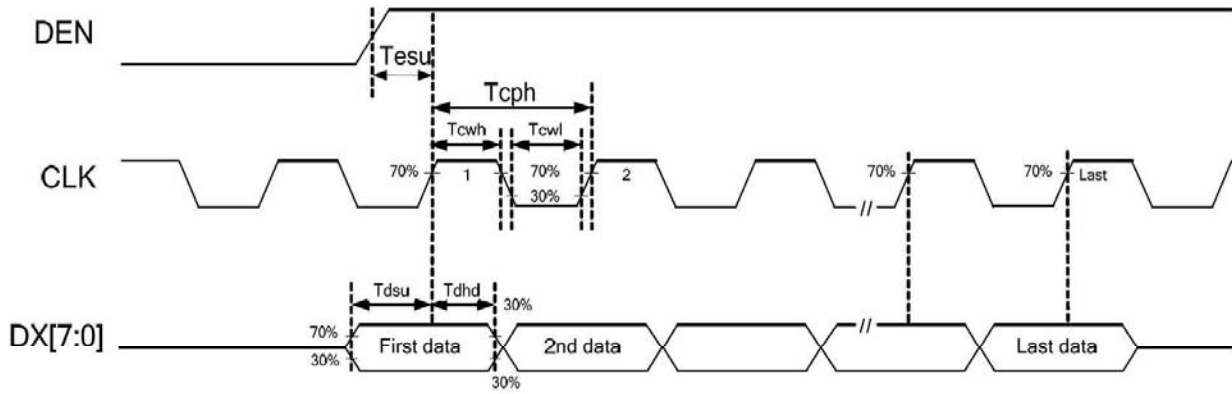 DEN
Tesu
Tcph
Tcwh
Tcwl
CLK
70%
1
70%
30%
2
70%
70%
Last
//
Tdsu
Tdhd
30%
DX[7:0]
70%
30%
First data
2nd data
//
Last data
30%